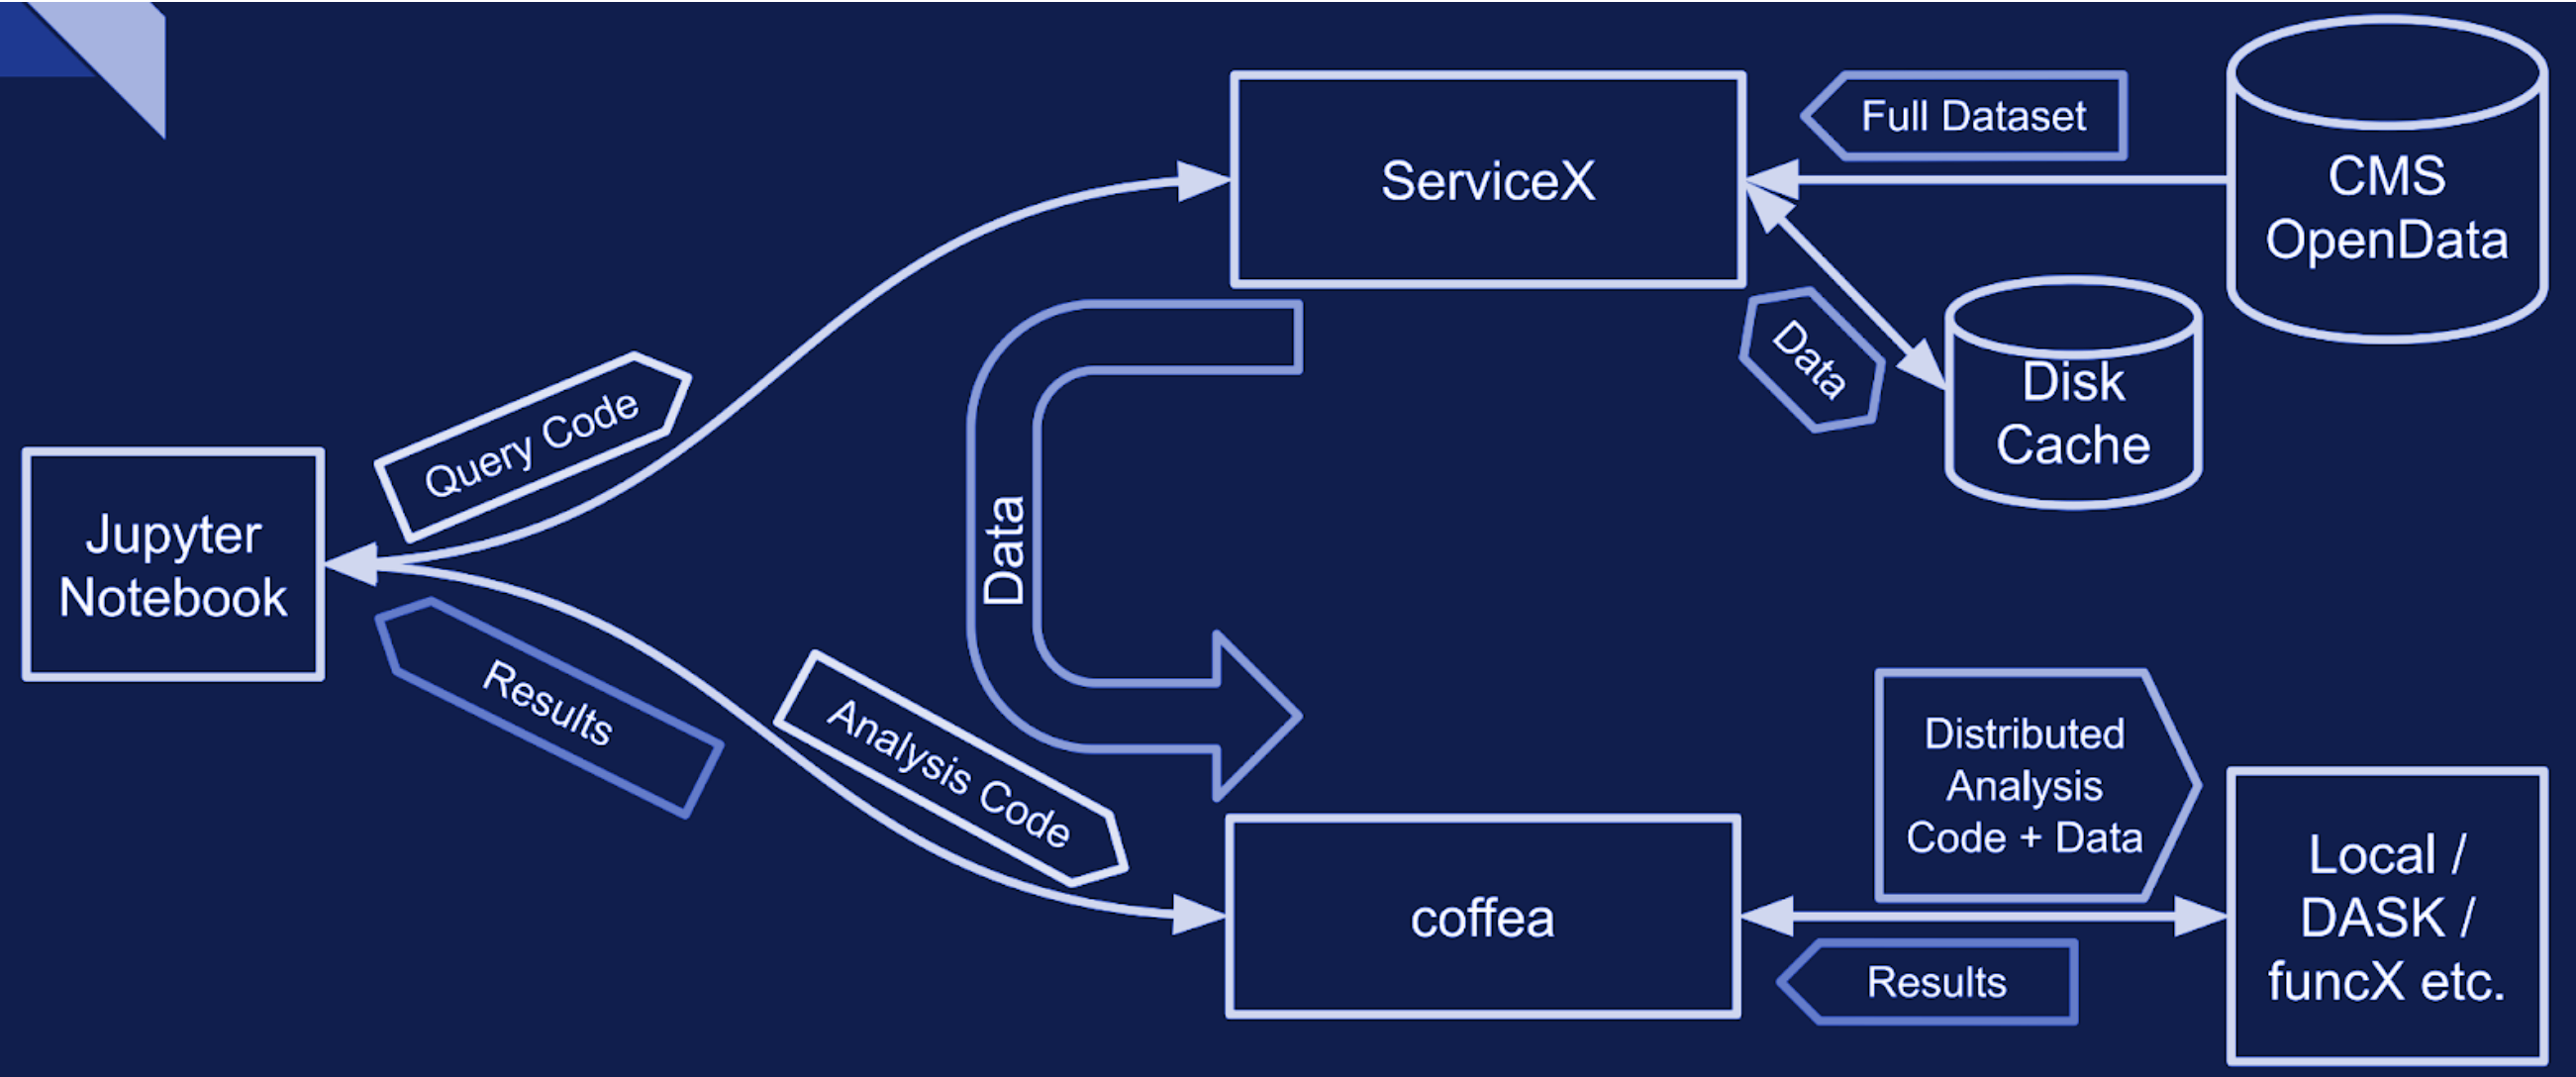 Full Dataset
ServiceX
CMS
OpenData
Data
Disk
Cache
Query Code
Jupyter
Notebook
Data
Results
Analysis Code
Distributed
Analysis
Code + Data
coffea
Local /
DASK /
funcX etc.
Results